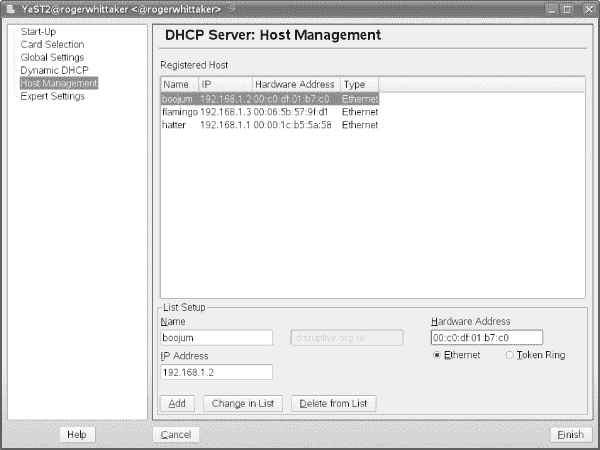 YaST2@rogerwhittaker <@rogerwhittaker>
Start-Up
Card Selection
Global Settings
Dynamic DHCP
Host Management
Expert Settings
DHCP Server: Host Management
Registered Host
Name IP Hardware Address Type
boojum 192.168.1.2 00:c0:df:01:b7:c0 Ethernet
flamingo 192.168.1.3 00:06:5b:57:9f:d1 Ethernet
hatter 192.168.1.1 00:00:1c:b5:5a:58 Ethernet
List Setup
Name Hardware Address
boojum disruptive.org.uk 00:c0:df:01:b7:c0
IP Address Ethernet Token Ring
192.168.1.2
Add Change in List Delete from List
Help Cancel Finish